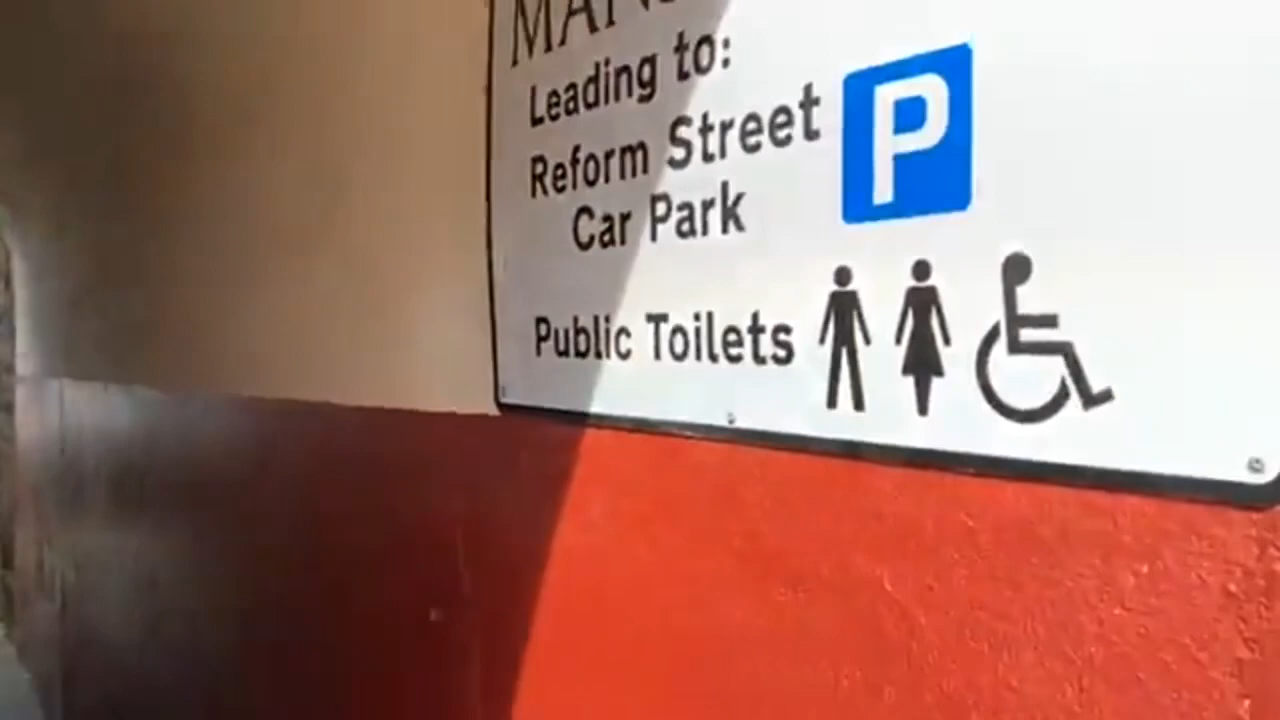 Leading to:
Reform Street
P
Car Park
Public Toilets